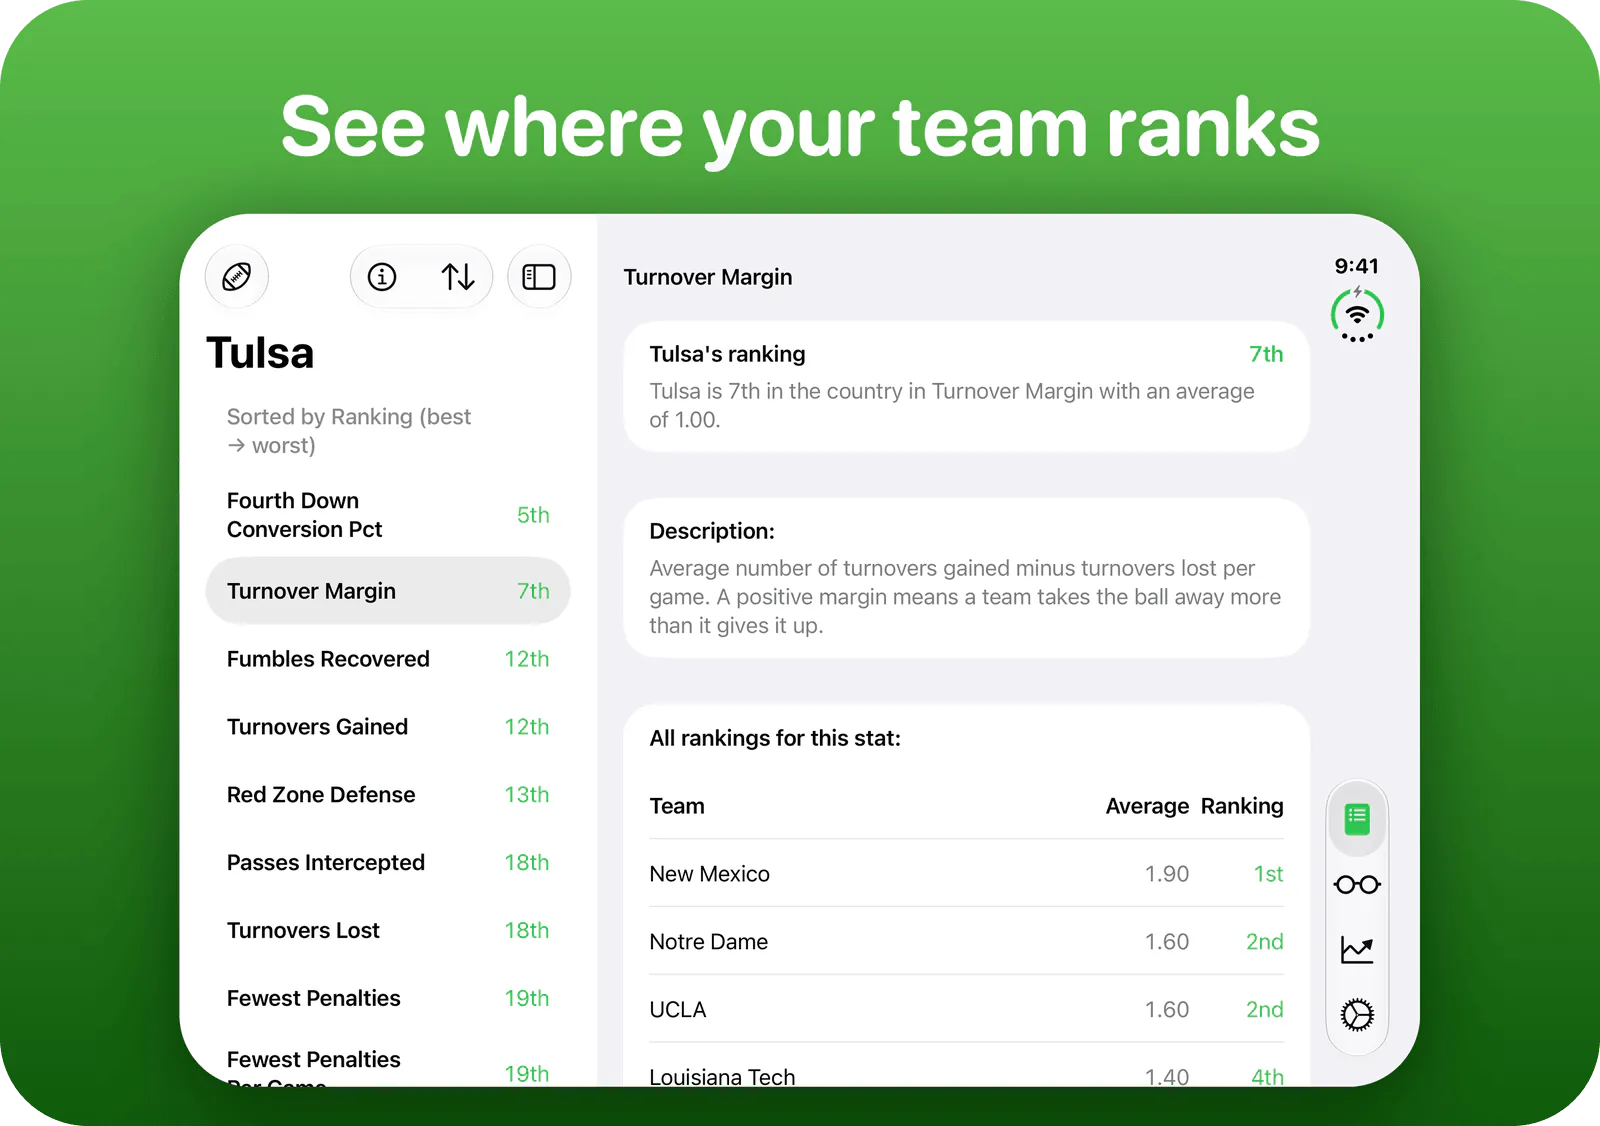 See where your team ranks
Tulsa
Sorted by Ranking (best
→ worst)
Fourth Down
Conversion Pct
5th
Turnover Margin 7th
Fumbles Recovered 12th
Turnovers Gained 12th
Red Zone Defense 13th
Passes Intercepted 18th
Turnovers Lost 18th
Fewest Penalties 19th
Fewest Penalties
Per Game
19th
Turnover Margin
9:41
Tulsa's ranking 7th
Tulsa is 7th in the country in Turnover Margin with an average
of 1.00.
Description:
Average number of turnovers gained minus turnovers lost per
game. A positive margin means a team takes the ball away more
than it gives it up.
All rankings for this stat:
Team Average Ranking
New Mexico 1.90 1st
Notre Dame 1.60 2nd
UCLA 1.60 2nd
Louisiana Tech 1.40 4th